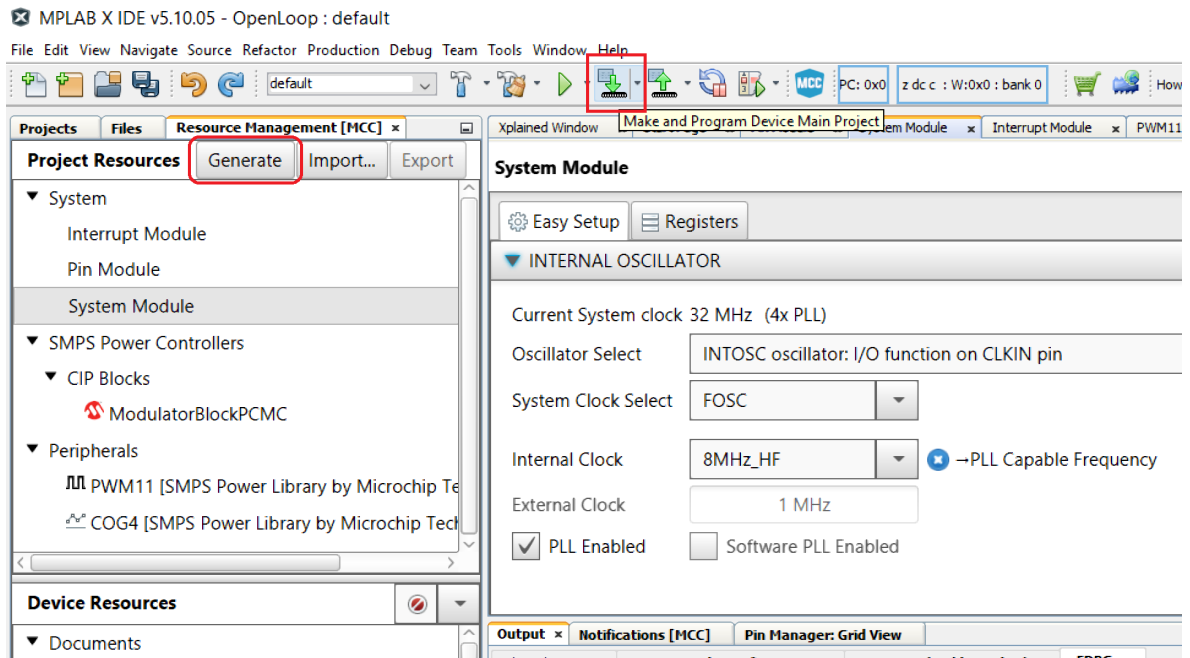 MPLAB X IDE v5.10.05 - OpenLoop : default
File Edit View Navigate Source Refactor Production Debug Team Tools Window Help
default
MCC
PC: 0x0
z dc c : W:0x0 : bank 0
How
Make and Program Device Main Project
Projects
Files
Resource Management [MCC] x
Xplained Window
Module x
Interrupt Module x
PWM11
Project Resources
Generate
Import...
Export
System
Interrupt Module
Pin Module
System Module
SMPS Power Controllers
CIP Blocks
ModulatorBlockPCMC
Peripherals
PWM11 [SMPS Power Library by Microchip Te
COG4 [SMPS Power Library by Microchip Tech
Device Resources
Documents
System Module
Easy Setup
Registers
INTERNAL OSCILLATOR
Current System clock 32 MHz (4x PLL)
Oscillator Select
INTOSC oscillator: I/O function on CLKIN pin
System Clock Select
FOSC
Internal Clock
8MHz_HF
→PLL Capable Frequency
External Clock
1 MHz
PLL Enabled
Software PLL Enabled
Output x
Notifications [MCC]
Pin Manager: Grid View